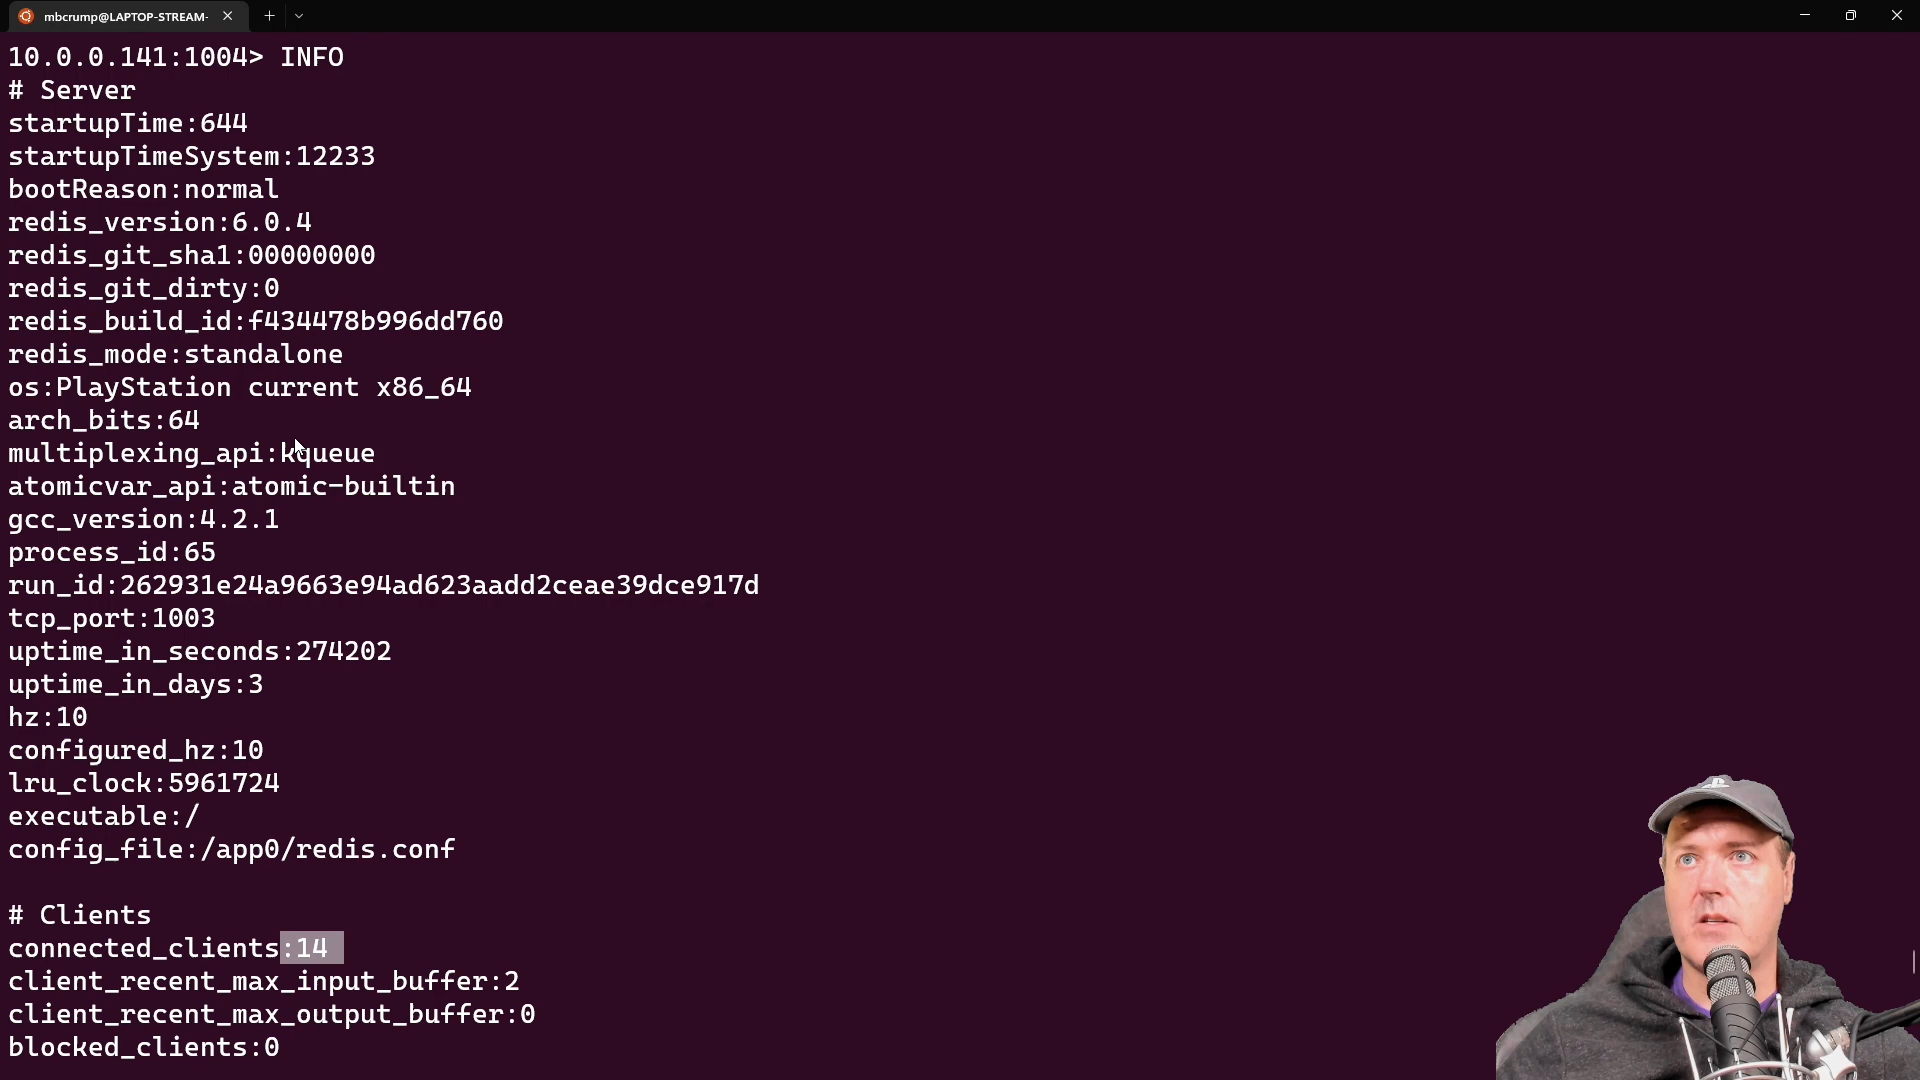 mbcrump@LAPTOP-STREAM-
10.0.0.141:1004> INFO
# Server
startupTime:644
startupTimeSystem:12233
bootReason:normal
redis_version:6.0.4
redis_git_sha1:00000000
redis_git_dirty:0
redis_build_id:f434478b996dd760
redis_mode:standalone
os:PlayStation current x86_64
arch_bits:64
multiplexing_api:kqueue
atomicvar_api:atomic-builtin
gcc_version:4.2.1
process_id:65
run_id:262931e24a9663e94ad623aadd2ceae39dce917d
tcp_port:1003
uptime_in_seconds:274202
uptime_in_days:3
hz:10
configured_hz:10
lru_clock:5961724
executable:/
config_file:/app0/redis.conf
# Clients
connected_clients:14
client_recent_max_input_buffer:2
client_recent_max_output_buffer:0
blocked_clients:0